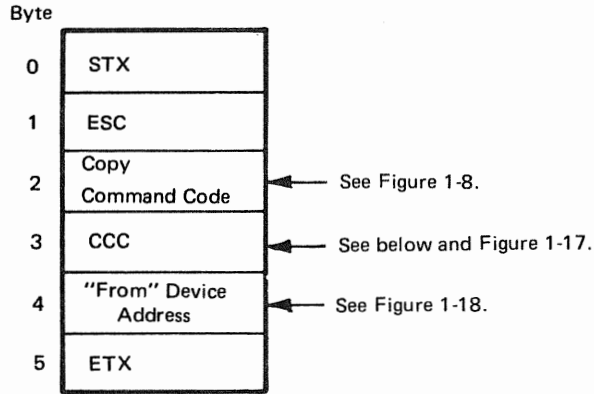 Byte
0 STX
1 ESC
2 Copy
Command Code
See Figure 1-8.
3 CCC
See below and Figure 1-17.
4 "From" Device
Address
See Figure 1-18.
5 ETX